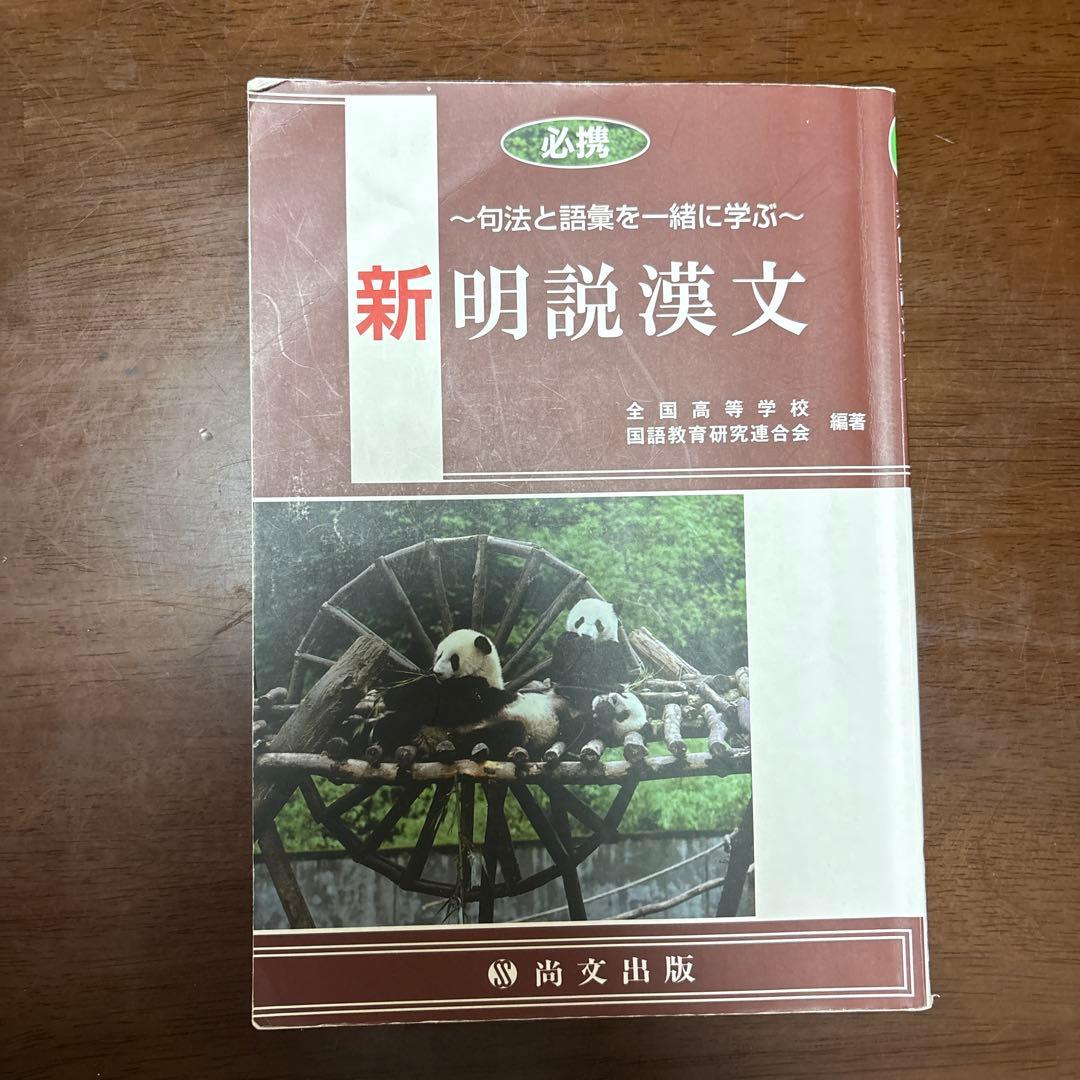 必携
〜句法と語彙を一緒に学ぶ〜
新明説漢文
全国高等学校
国語教育研究連合会 編著
尚文出版